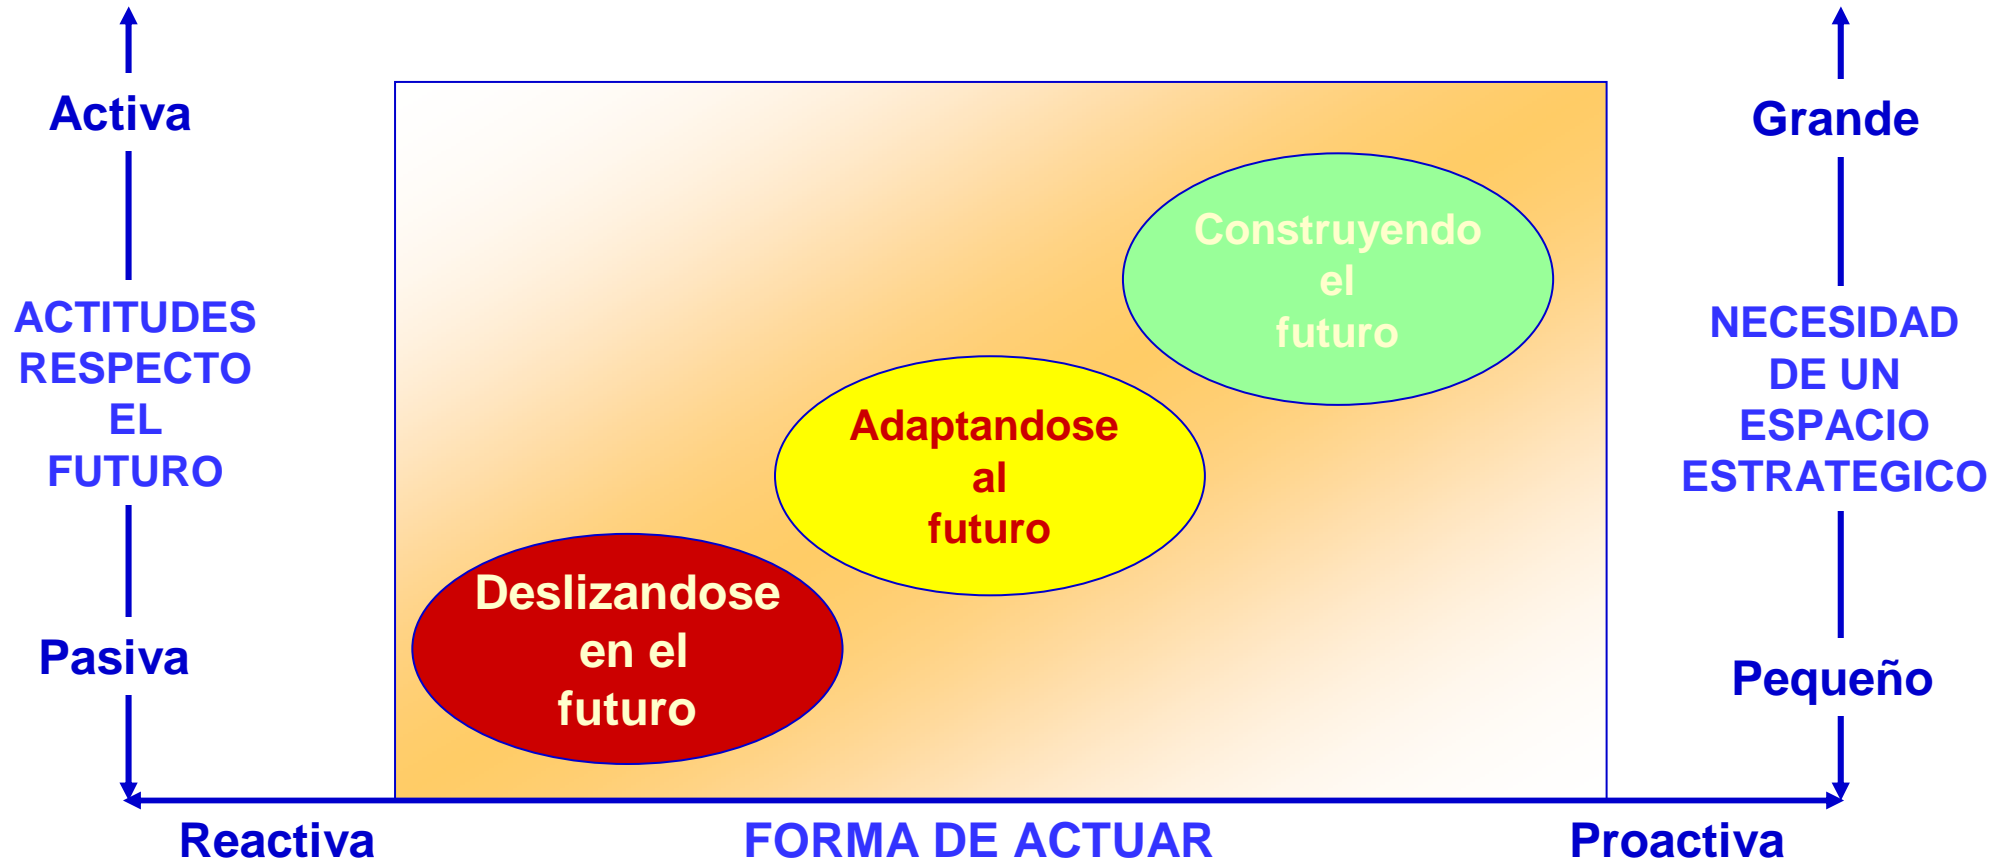 Activa
ACTITUDES
RESPECTO
EL
FUTURO
Pasiva
Construyendo
el
futuro
Adaptandose
al
futuro
Deslizandose
en el
futuro
Grande
NECESIDAD
DE UN
ESPACIO
ESTRATEGICO
Pequeño
Reactiva
FORMA DE ACTUAR
Proactiva